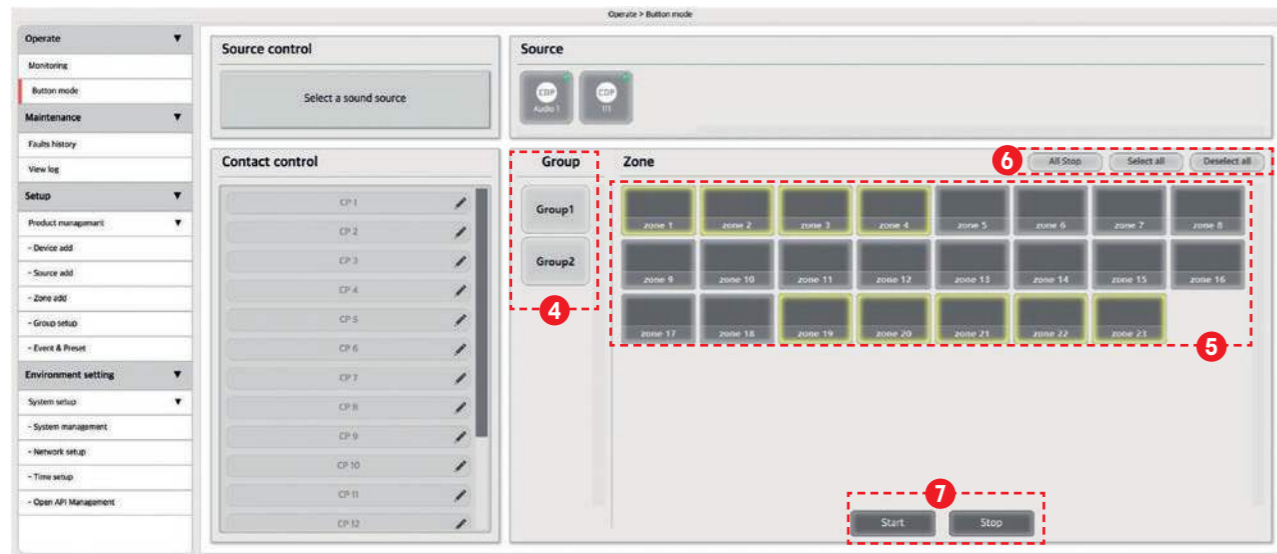 Operate > Button mode
Operate
Monitoring
Button mode
Maintenance
Faults history
View log
Setup
Product managemant
- Device add
- Source add
- Zone add
- Group setup
- Event & Preset
Environment setting
System setup
- System management
- Network setup
- Time setup
- Open API Management
Source control
Select a sound source
Source
CDP
Audio 1
CDP
Contact control
CP 1
CP 2
CP 3
CP 4
CP 5
CP 6
CP 7
CP 8
CP 9
CP 10
CP 11
CP 12
Group
Group1
Group2
4
Zone
6
All Stop
Select all
Deselect all
zone 1
zone 2
zone 3
zone 4
zone 5
zone 6
zone 7
zone 8
zone 9
zone 10
zone 11
zone 12
zone 13
zone 14
zone 15
zone 16
zone 17
zone 18
zone 19
zone 20
zone 21
zone 22
zone 23
5
7
Start
Stop